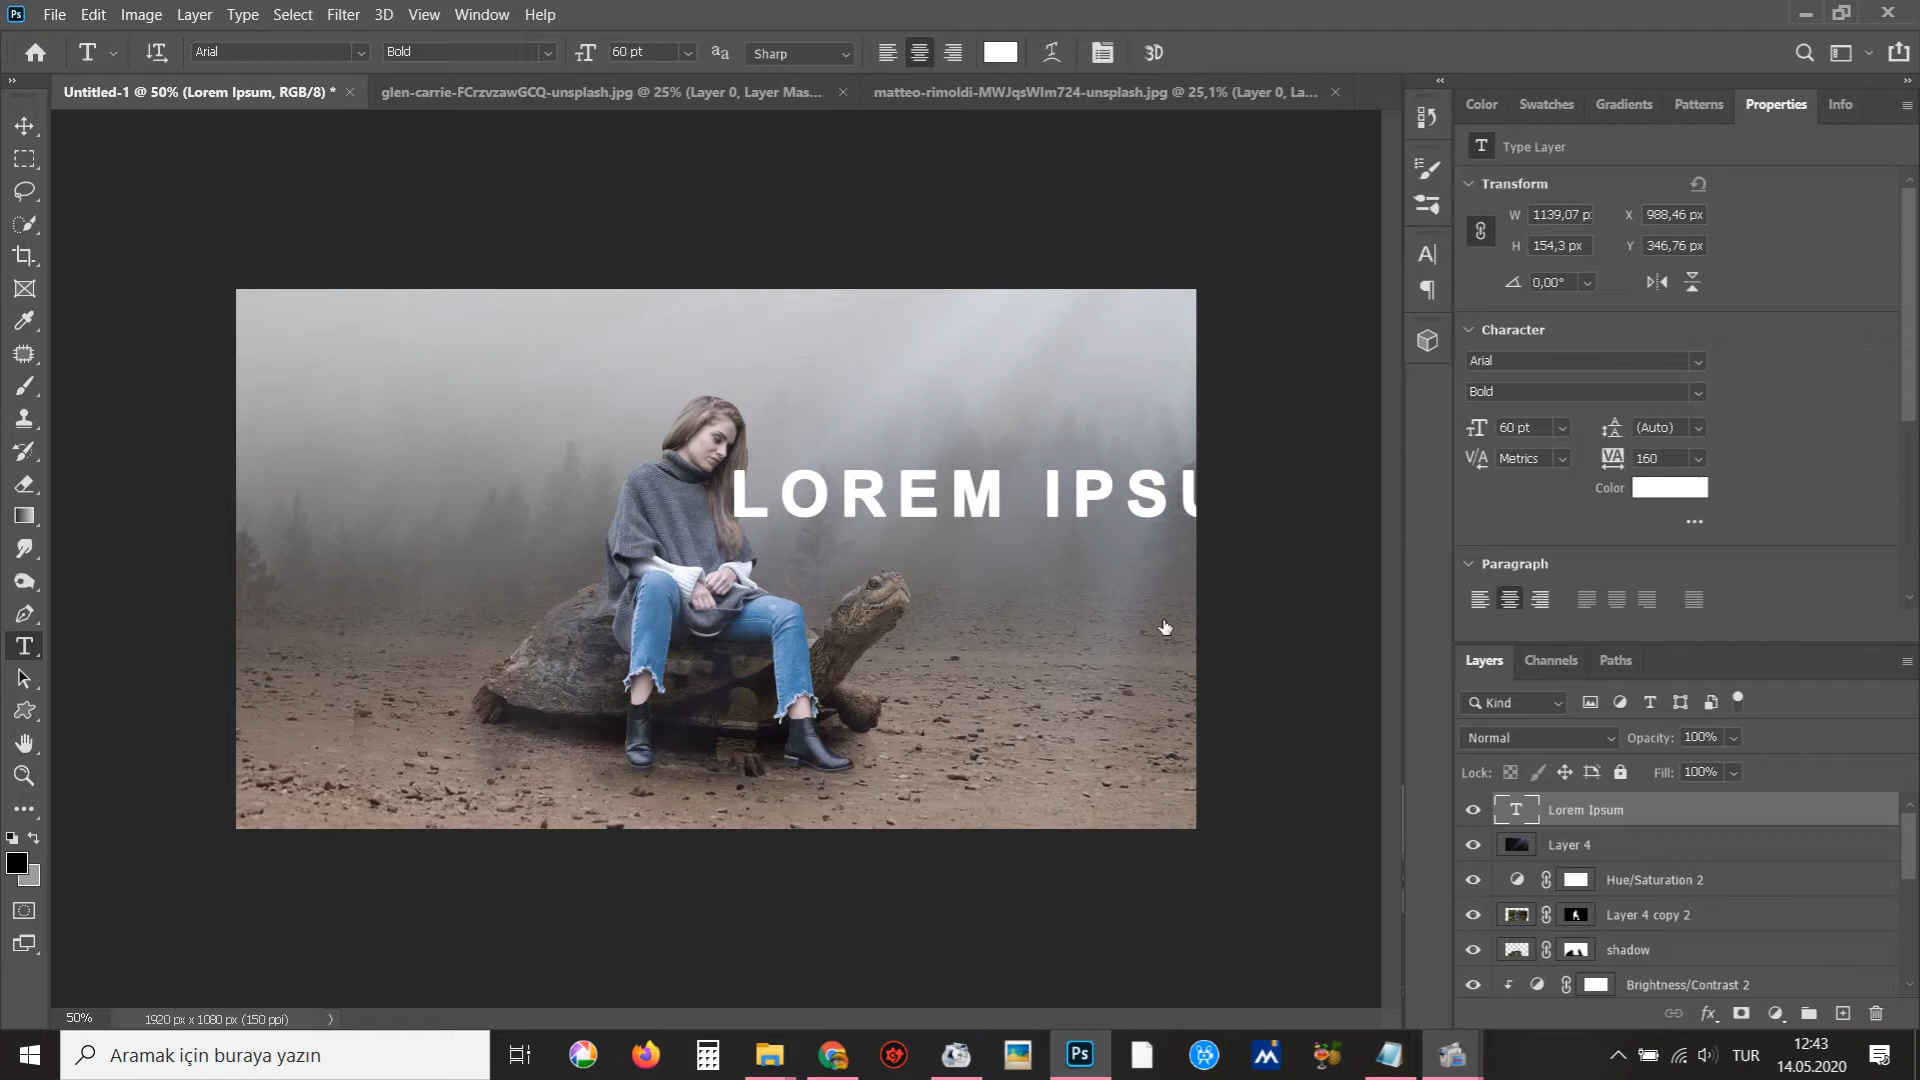 Ps File Edit Image Layer Type Select Filter 3D View Window Help
Arial Bold 60 pt Sharp 3D
Untitled-1 @ 50% (Lorem Ipsum, RGB/8) * glen-carrie-FCrzvzawGCQ-unsplash.jpg @ 25% (Layer 0, Layer Mas... matteo-rimoldi-MWJqsWIm724-unsplash.jpg @ 25,1% (Layer 0, La...
Color Swatches Gradients Patterns Properties Info
Type Layer
Transform
W 1139,07 p X 988,46 px
H 154,3 px Y 346,76 px
0,00°
Character
Arial
Bold
60 pt (Auto)
Metrics 160
Color
Paragraph
LOREM IPSU
Layers Channels Paths
Kind
Normal Opacity: 100%
Lock: Fill: 100%
Lorem Ipsum
Layer 4
Hue/Saturation 2
Layer 4 copy 2
shadow
Brightness/Contrast 2
50% 1920 px x 1080 px (150 ppi)
Aramak için buraya yazın
Ps
TUR
12:43
14.05.2020